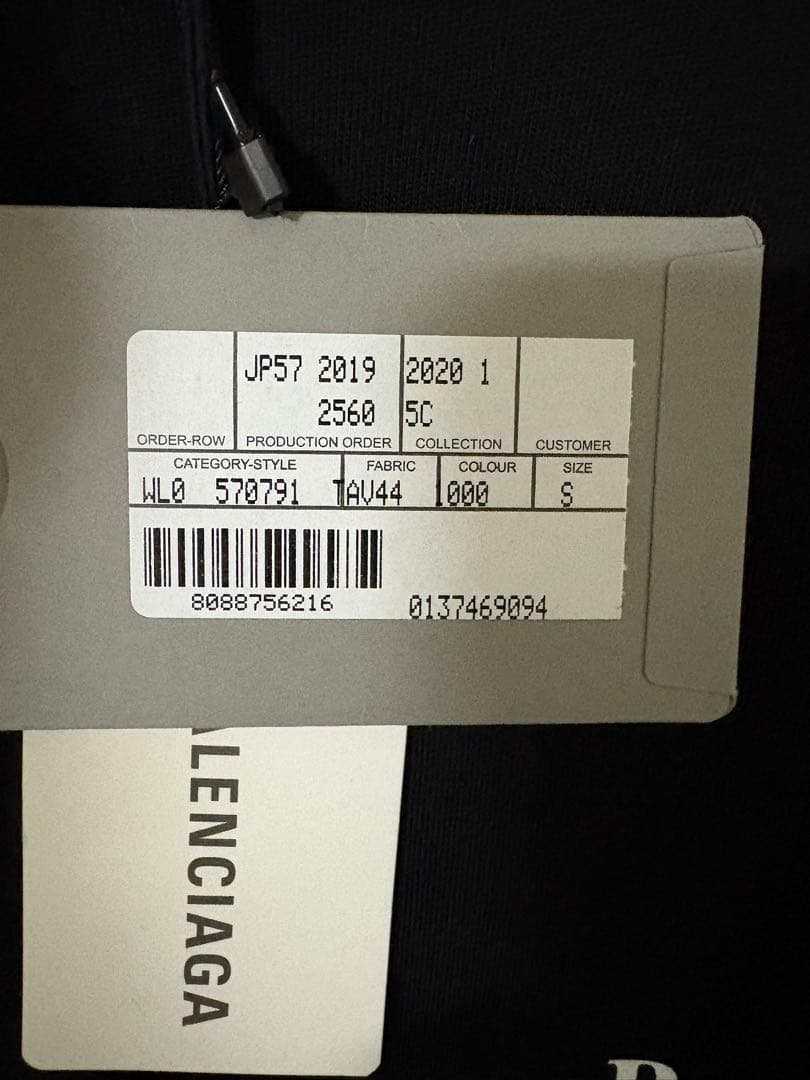 JP57 2019 2020 1
2560 5C
ORDER-ROW PRODUCTION ORDER COLLECTION CUSTOMER
CATEGORY-STYLE FABRIC COLOUR SIZE
WL0 570791 TAV44 1000 S
8088756216 0137469094
ALENCIAGA